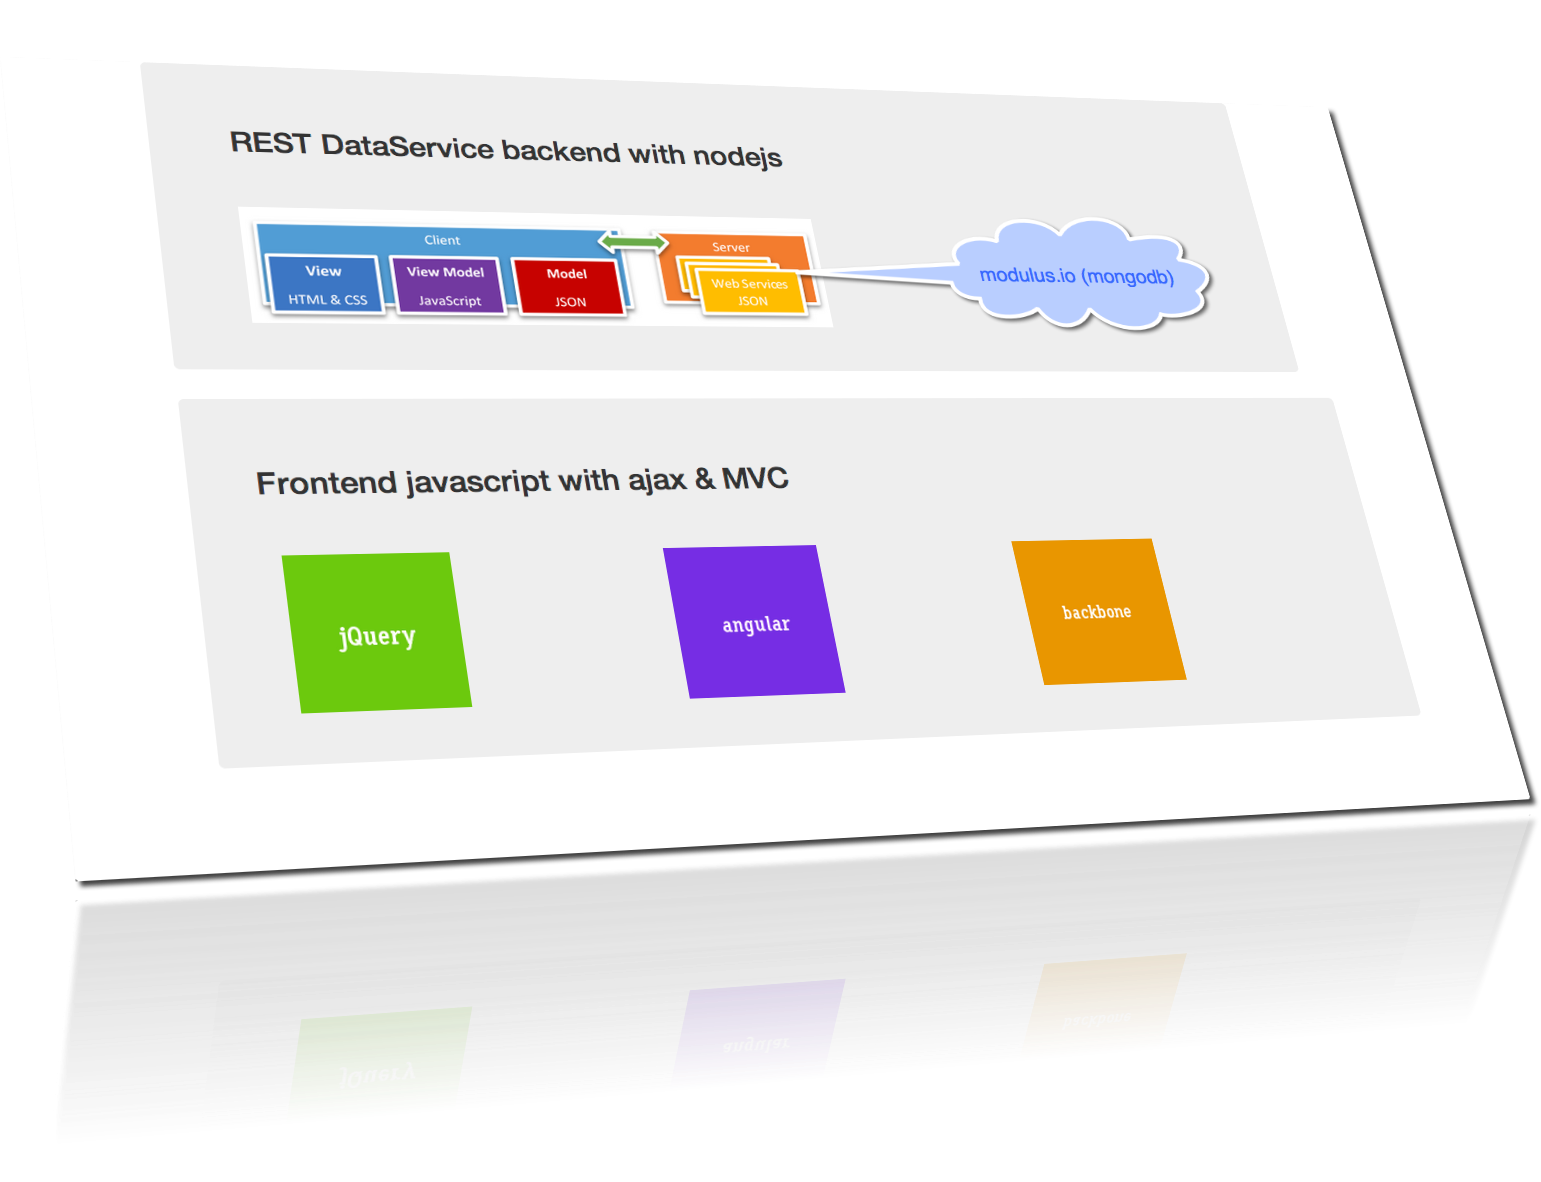 REST DataService backend with nodejs
Client
Server
View
View Model
Model
HTML & CSS
JavaScript
JSON
Web Services
JSON
modulus.io (mongodb)
Frontend javascript with ajax & MVC
jQuery
angular
backbone